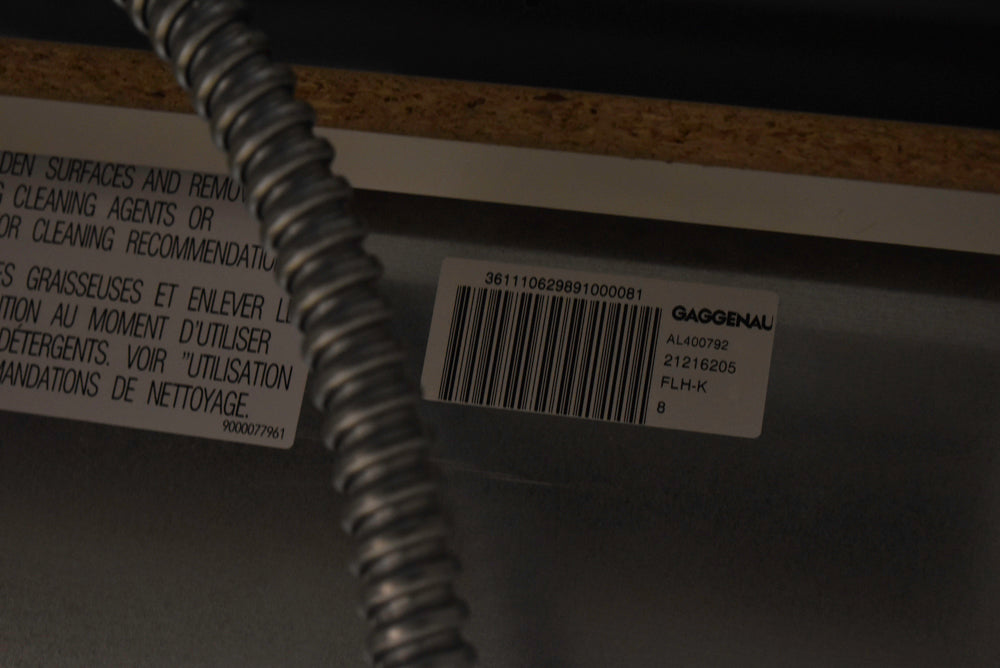 DEN SURFACES AND REMO
CLEANING AGENTS OR
OR CLEANING RECOMMENDATIO
ES GRAISSEUSES ET ENLEVER L
TION AU MOMENT D'UTILISER
DÉTERGENTS. VOIR "UTILISATION
MANDATIONS DE NETTOYAGE.
9000077961
361110629891000081
GAGGENAU
AL400792
21216205
FLH-K
8